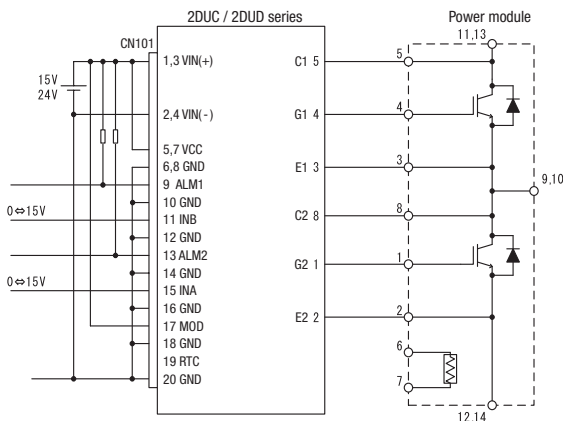 2DUC / 2DUD series
Power module
CN101
11,13
1,3 VIN(+)
C1 5
5
15V
24V
2,4 VIN(-)
G1 4
4
5,7 VCC
6,8 GND
E1 3
3
9 ALM1
9,10
10 GND
0⇔15V
11 INB
C2 8
8
12 GND
13 ALM2
G2 1
1
14 GND
0⇔15V
15 INA
16 GND
E2 2
2
17 MOD
18 GND
6
19 RTC
20 GND
7
12,14